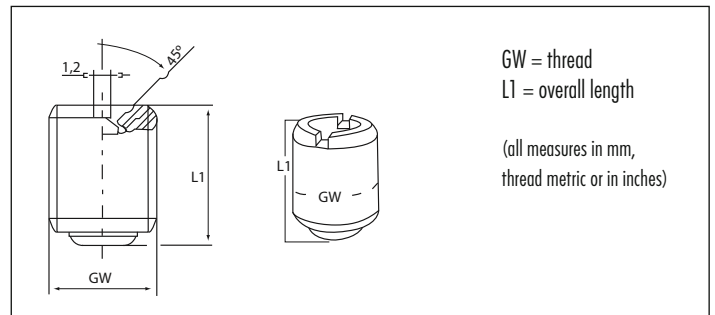 1,2
45°
L1
GW
L1
GW
GW = thread
L1 = overall length
(all measures in mm,
thread metric or in inches)